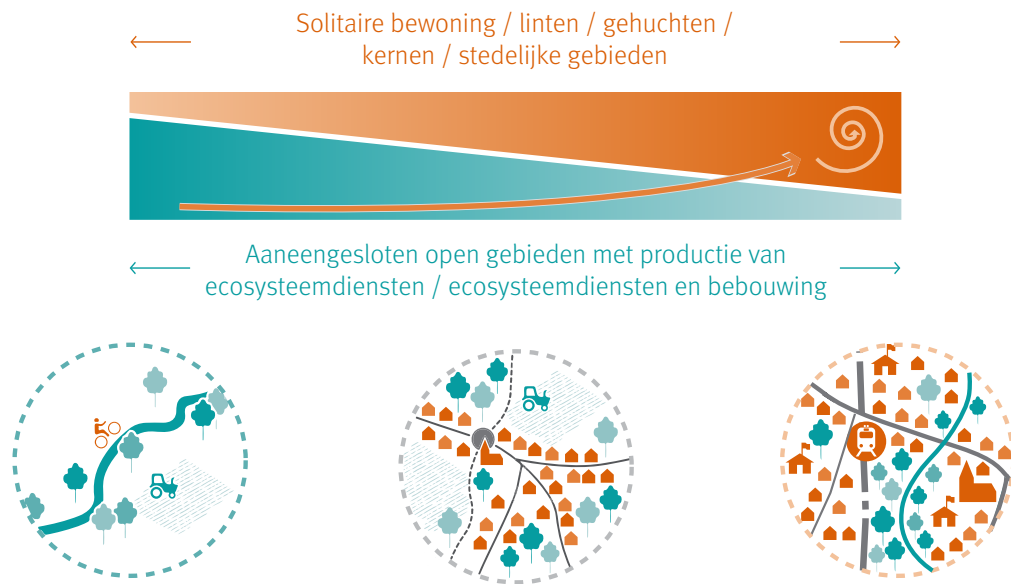 Solitaire bewoning / linten / gehuchten /
kernen / stedelijke gebieden
Aaneengesloten open gebieden met productie van
ecosysteemdiensten / ecosysteemdiensten en bebouwing